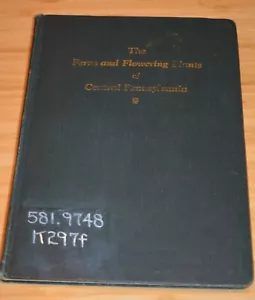 The
Ferns and Flowering Plants
of
Central Pennsylvania
581.9748
K297f